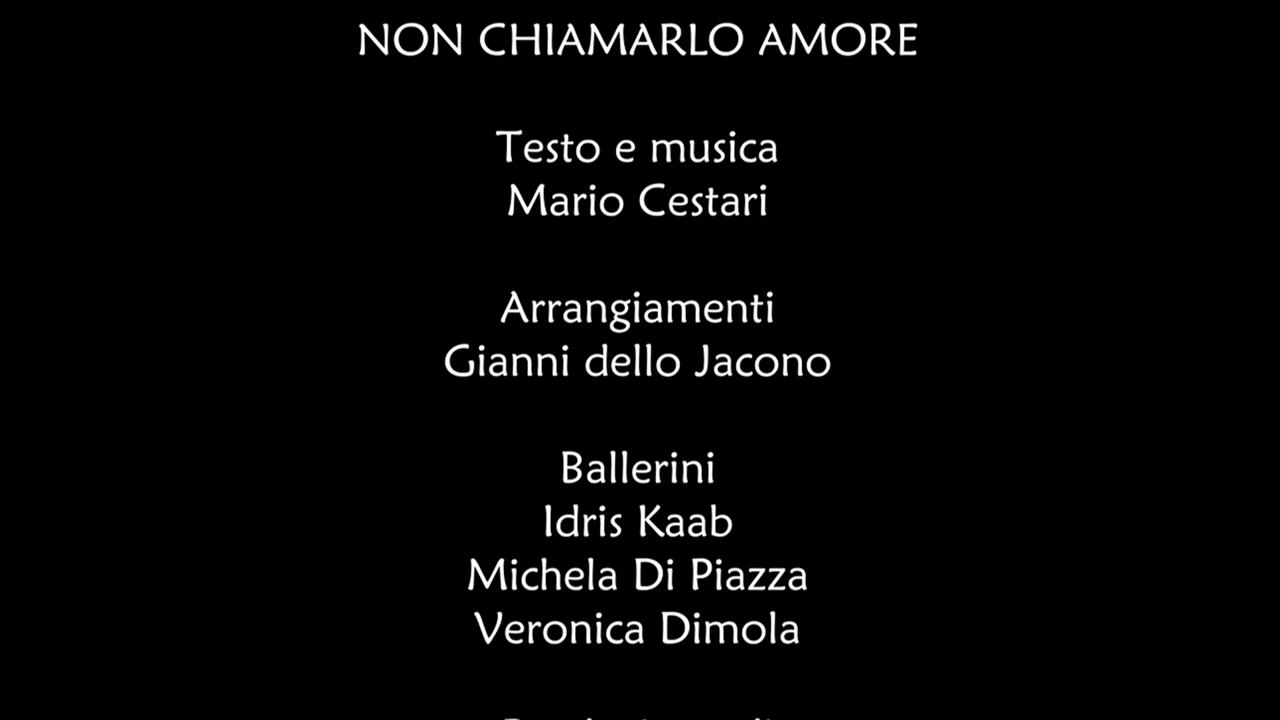 NON CHIAMARLO AMORE
Testo e musica
Mario Cestari
Arrangiamenti
Gianni dello Jacono
Ballerini
Idris Kaab
Michela Di Piazza
Veronica Dimola